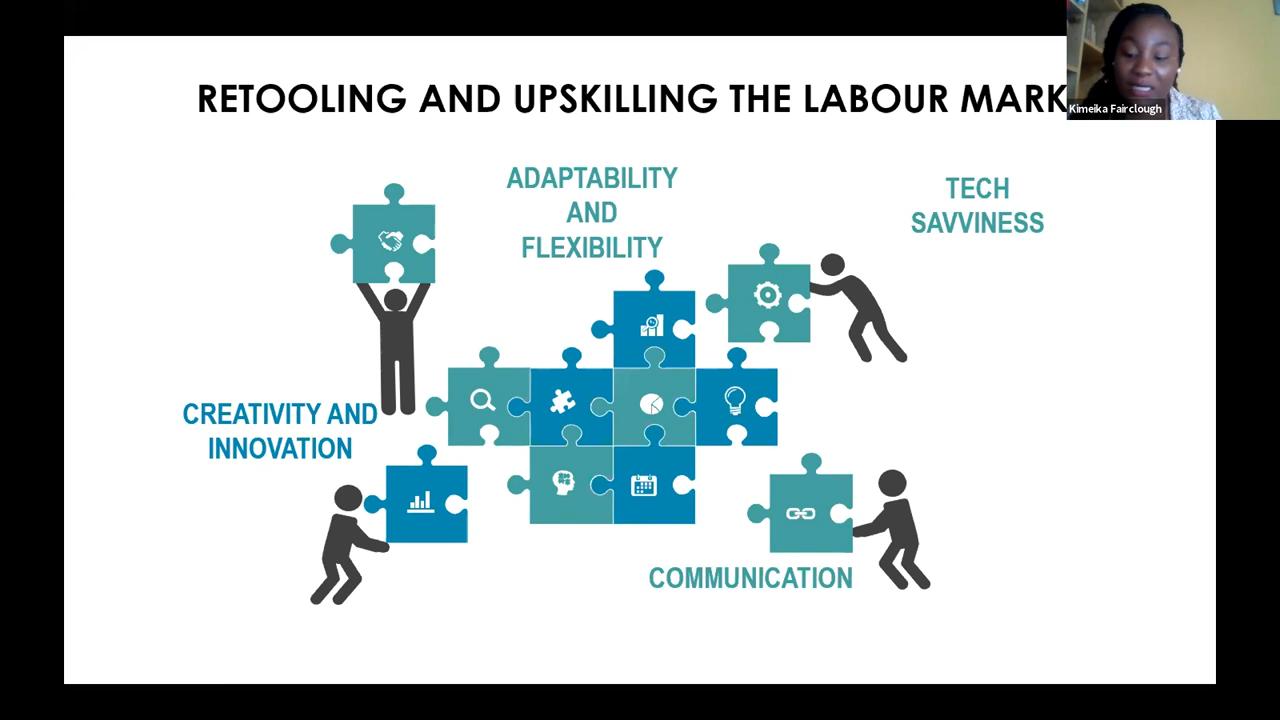 RETOOLING AND UPSKILLING THE LABOUR MARK
Kimeika Fairclough
ADAPTABILITY
AND
FLEXIBILITY
TECH
SAVVINESS
CREATIVITY AND
INNOVATION
COMMUNICATION